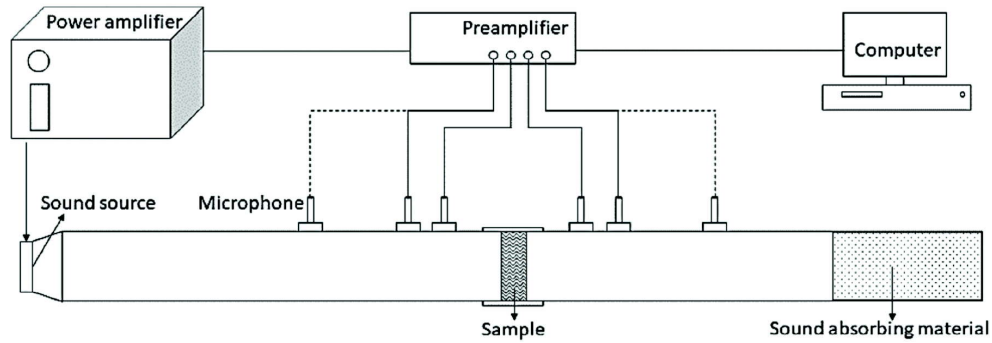 Power amplifier
Preamplifier
Computer
Sound source
Microphone
Sample
Sound absorbing material